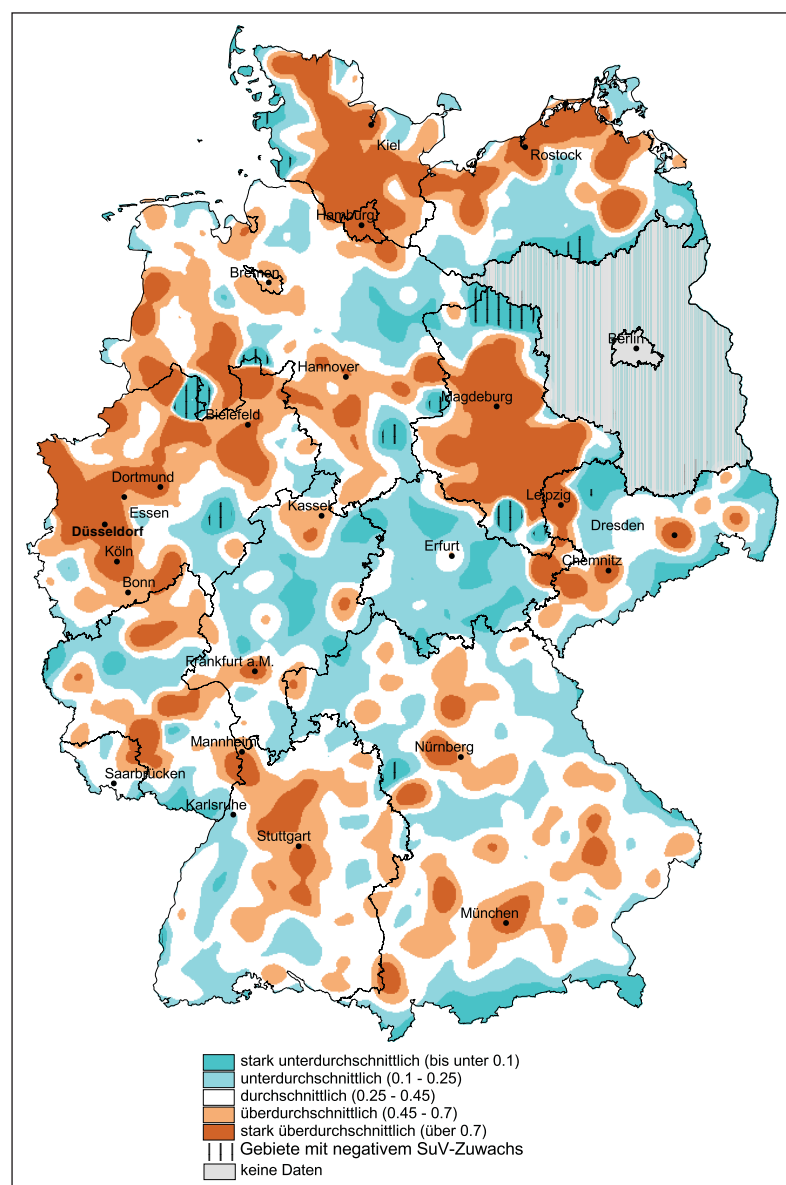 Kiel
Rostock
Hamburg
Bremen
Berlin
Hannover
Magdeburg
Bielefeld
Dortmund
Essen
Leipzig
Kassel
Düsseldorf
Dresden
Erfurt
Köln
Chemnitz
Bonn
Frankfurt a.M.
Mannheim
Nürnberg
Saarbrücken
Karlsruhe
Stuttgart
München
stark unterdurchschnittlich (bis unter 0.1)
unterdurchschnittlich (0.1 - 0.25)
durchschnittlich (0.25 - 0.45)
überdurchschnittlich (0.45 - 0.7)
stark überdurchschnittlich (über 0.7)
Gebiete mit negativem SuV-Zuwachs
keine Daten